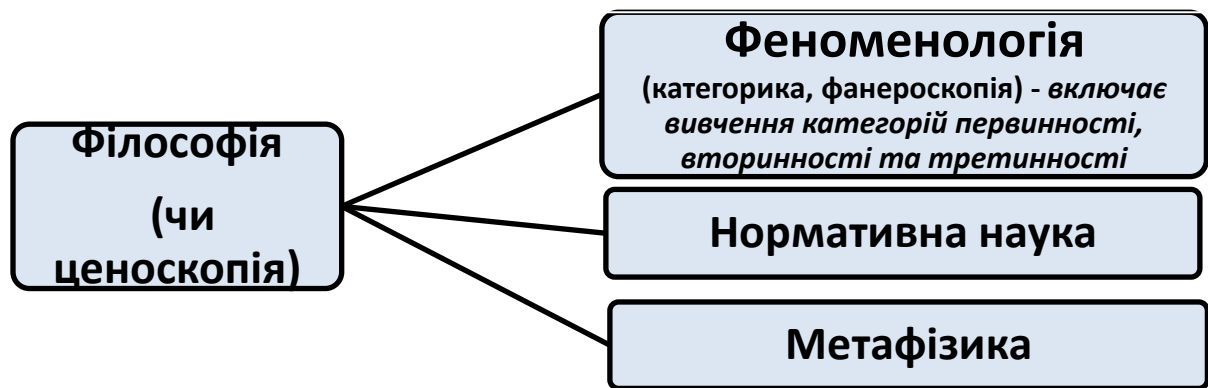 Філософія
(чи
ценоскопія)
Феноменологія
(категорика, фанероскопія) - включає
вивчення категорій первинності,
вторинності та третинності
Нормативна наука
Метафізика